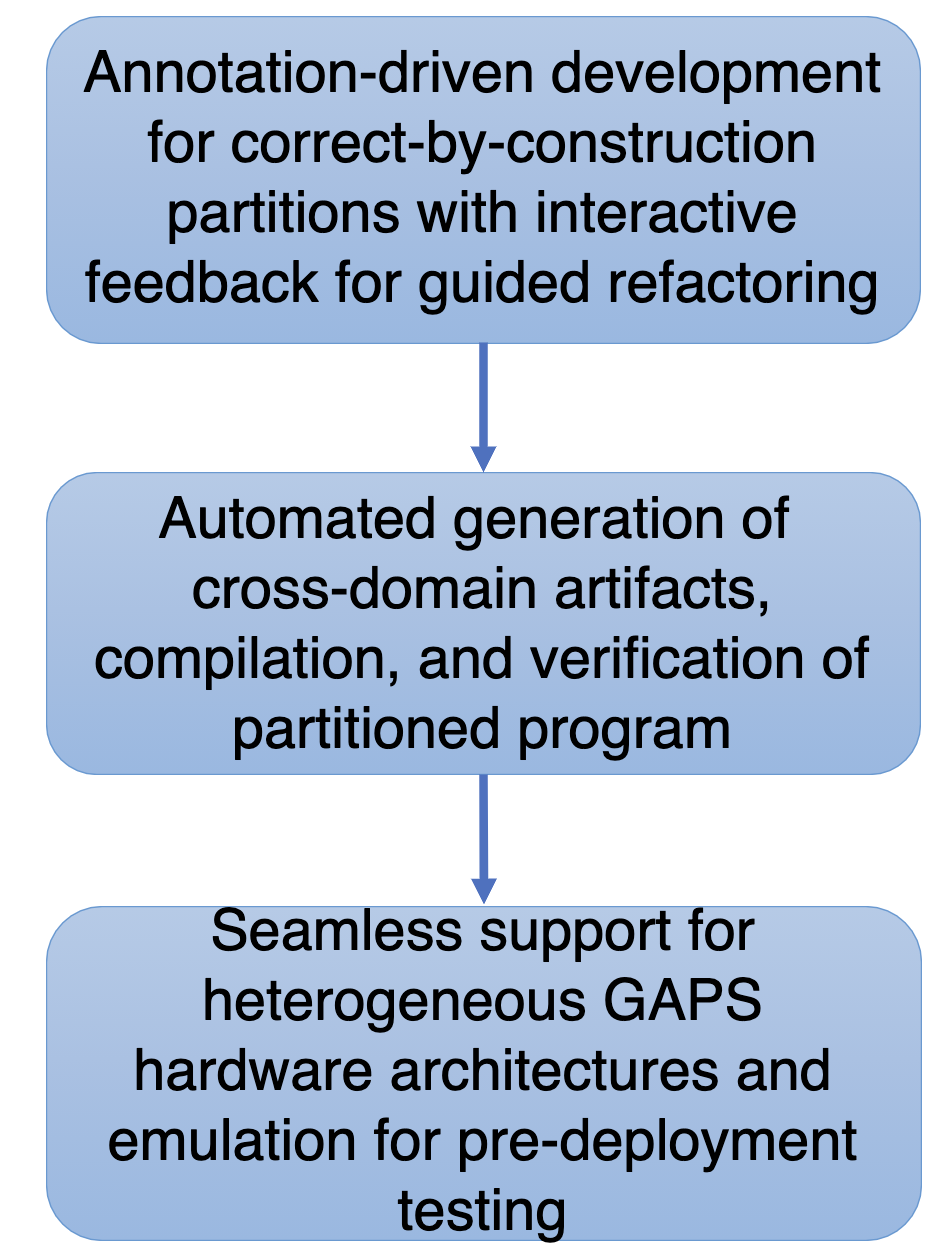 Annotation-driven development
for correct-by-construction
partitions with interactive
feedback for guided refactoring
Automated generation of
cross-domain artifacts,
compilation, and verification of
partitioned program
Seamless support for
heterogeneous GAPS
hardware architectures and
emulation for pre-deployment
testing